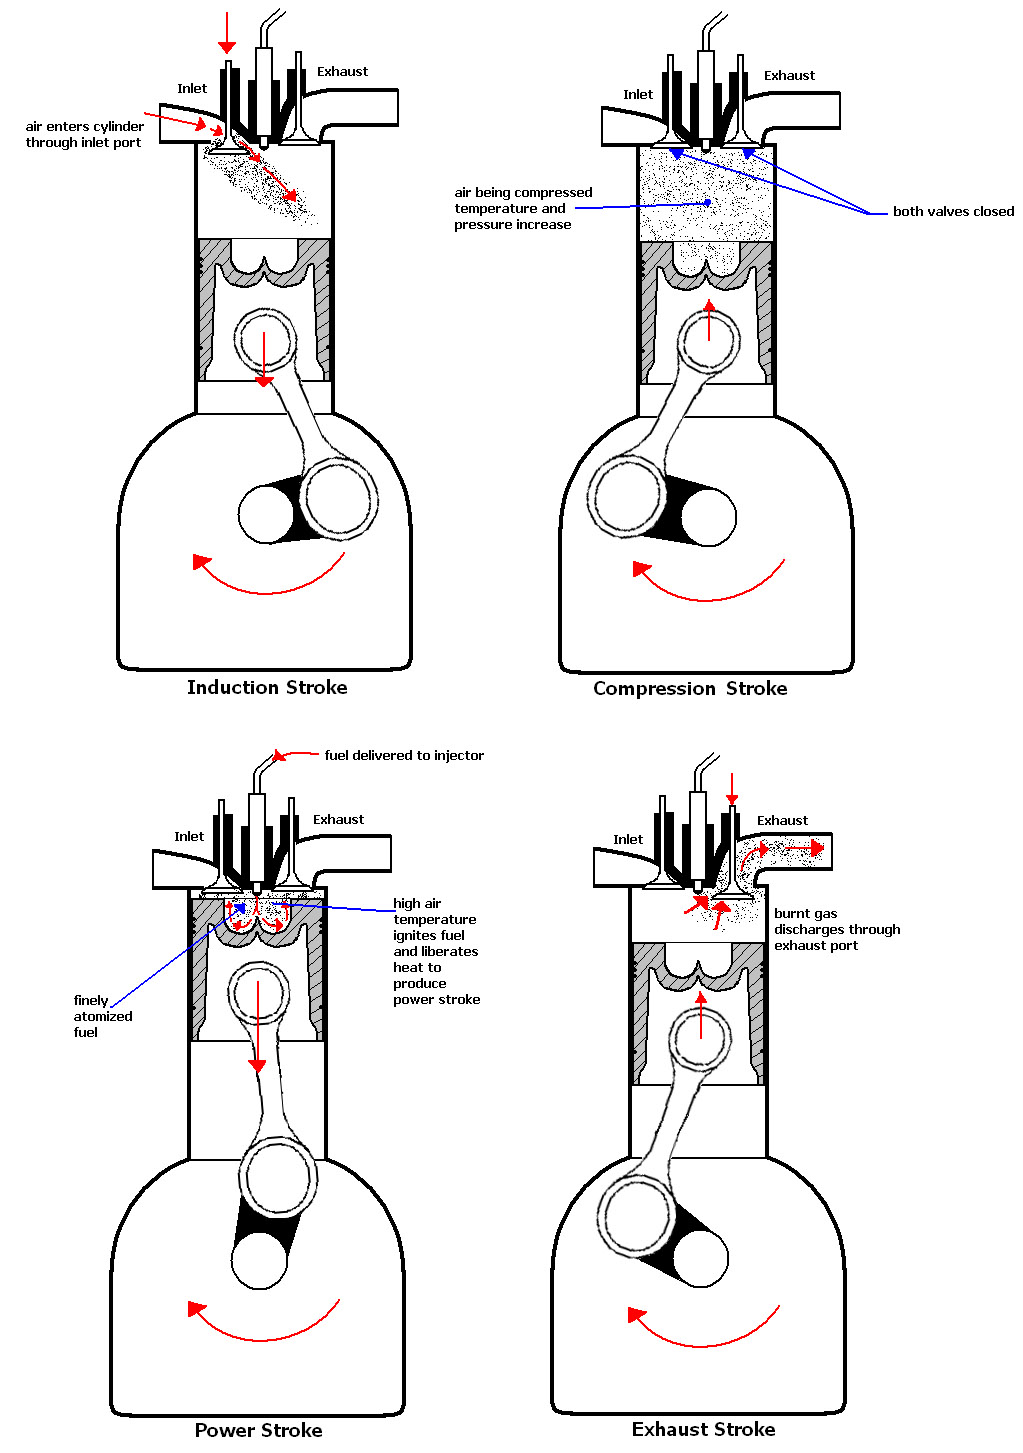 Inlet
Exhaust
air enters cylinder
through inlet port
Induction Stroke
Inlet
Exhaust
air being compressed
temperature and
pressure increase
both valves closed
Compression Stroke
fuel delivered to injector
Inlet
Exhaust
high air
temperature
ignites fuel
and liberates
heat to
produce
power stroke
finely
atomized
fuel
Power Stroke
Inlet
Exhaust
burnt gas
discharges through
exhaust port
Exhaust Stroke